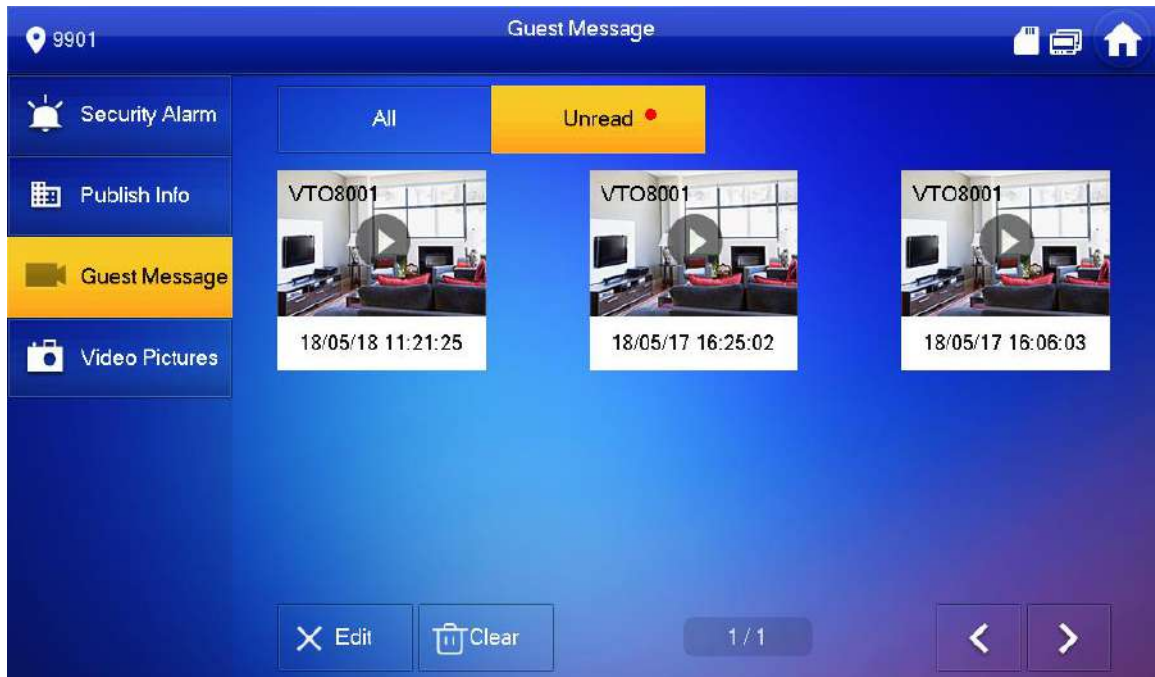 9901
Guest Message
Security Alarm
Publish Info
Guest Message
Video Pictures
All
Unread
VTO8001
VTO8001
VTO8001
18/05/18 11:21:25
18/05/17 16:25:02
18/05/17 16:06:03
Edit
Clear
1/1